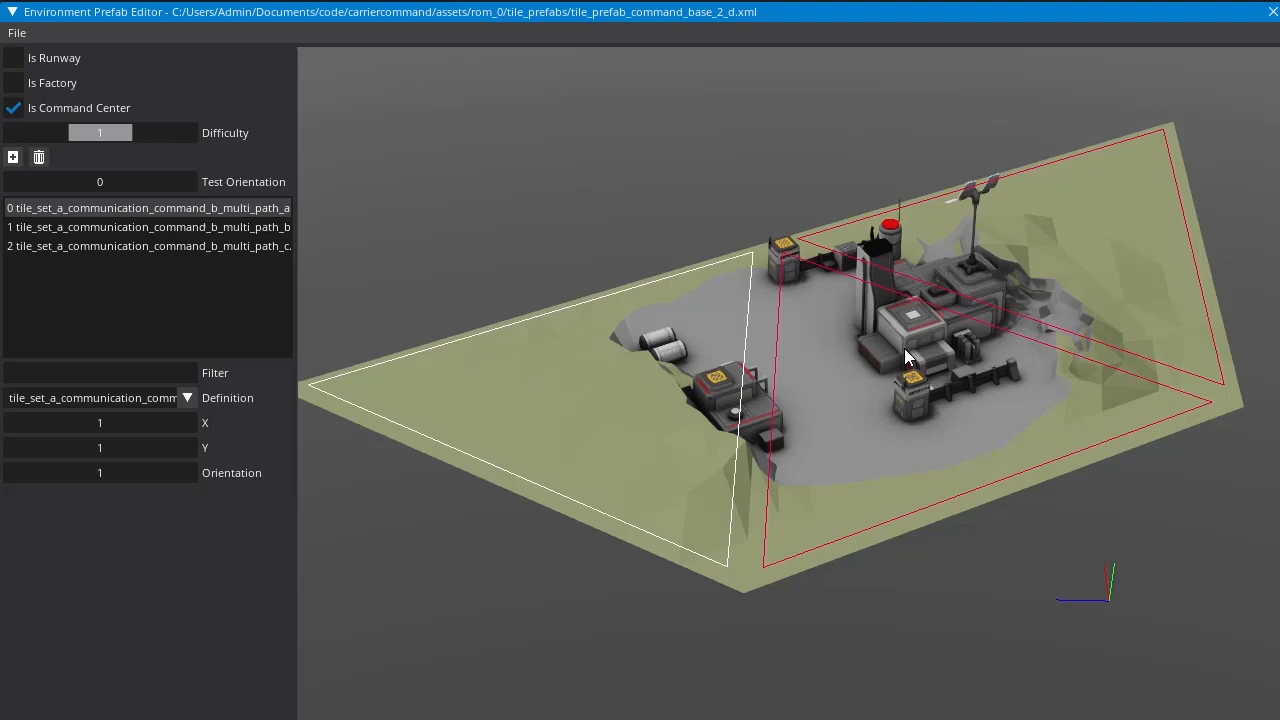 Environment Prefab Editor - C:/Users/Admin/Documents/code/carriercommand/assets/rom_0/tile_prefabs/tile_prefab_command_base_2_d.xml
File
Is Runway
Is Factory
Is Command Center
1 Difficulty
0 Test Orientation
0 tile_set_a_communication_command_b_multi_path_a
1 tile_set_a_communication_command_b_multi_path_b
2 tile_set_a_communication_command_b_multi_path_c.
Filter
tile_set_a_communication_comm Definition
1 X
1 Y
1 Orientation